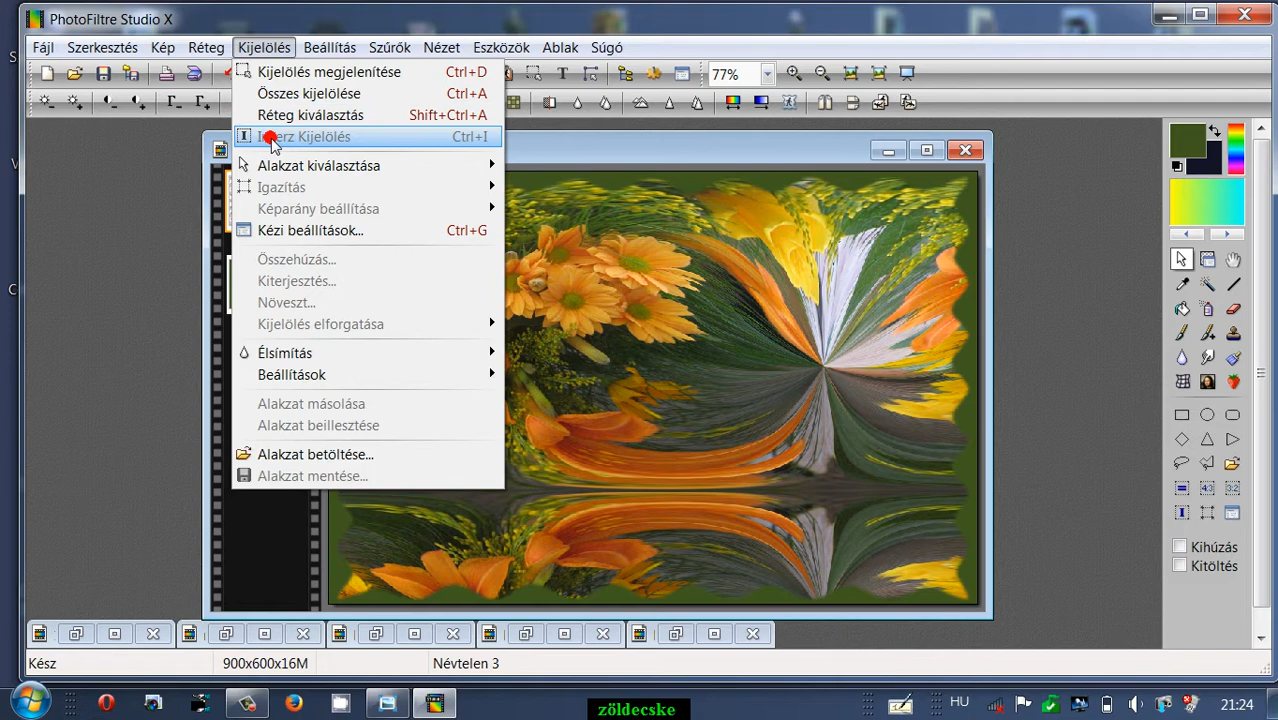 PhotoFiltre Studio X
Fájl Szerkesztés Kép Réteg Kijelölés Beállítás Szűrők Nézet Eszközök Ablak Súgó
77%
Kijelölés megjelenítése Ctrl+D
Összes kijelölése Ctrl+A
Réteg kiválasztás Shift+Ctrl+A
Kijelölés Ctrl+I
Alakzat kiválasztása
Igazítás
Képarány beállítása
Kézi beállítások... Ctrl+G
Összehúzás...
Kiterjesztés...
Növeszt...
Kijelölés elforgatása
Élsímítás
Beállítások
Alakzat másolása
Alakzat beillesztése
Alakzat betöltése...
Alakzat mentése...
Kihúzás
Kitöltés
Kész 900x600x16M Névtelen 3
zöldecske
HU 21:24